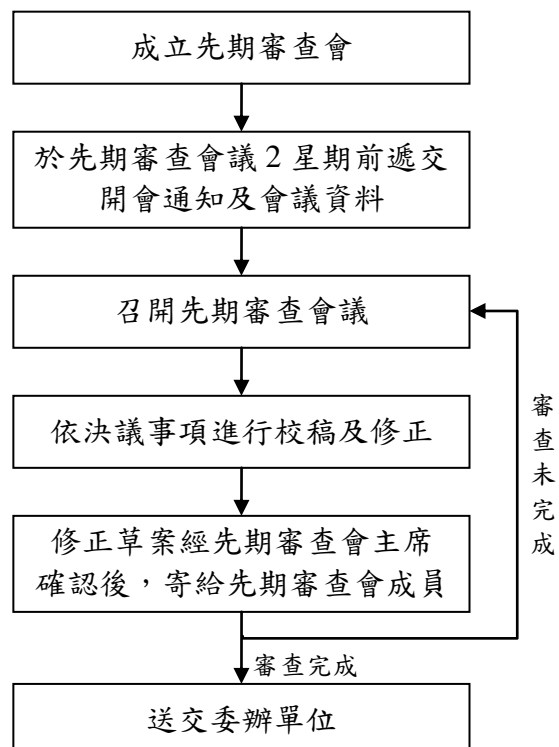 成立先期審查會
於先期審查會議 2 星期前遞交
開會通知及會議資料
召開先期審查會議
依決議事項進行校稿及修正
修正草案經先期審查會主席
確認後，寄給先期審查會成員
審查未完成
審查完成
送交委辦單位